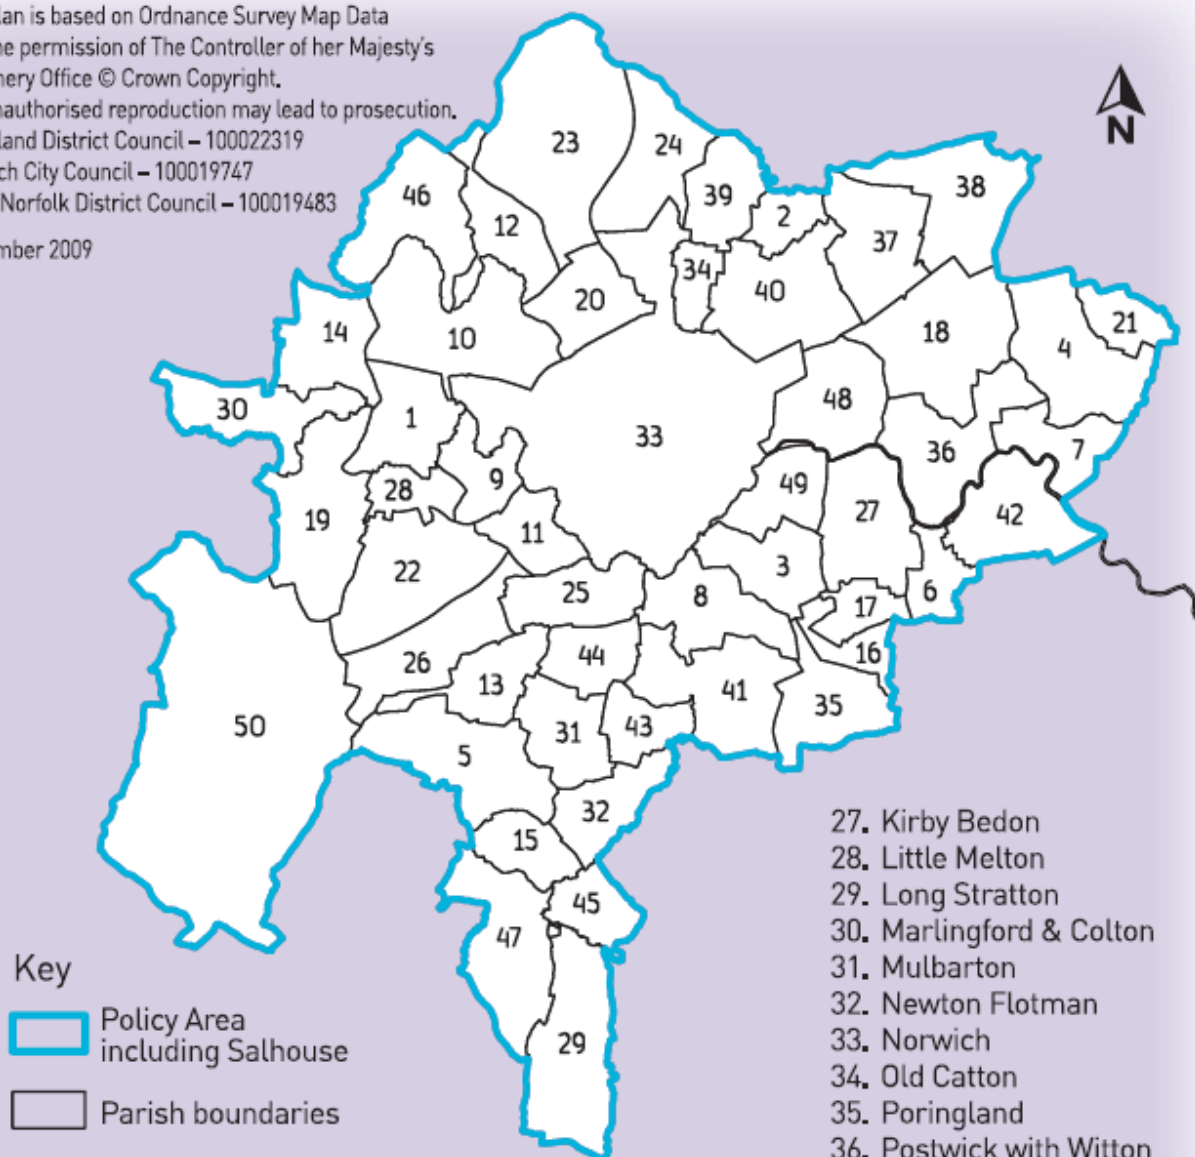 lan is based on Ordnance Survey Map Data
he permission of The Controller of her Majesty's
nery Office © Crown Copyright.
nauthorised reproduction may lead to prosecution.
land District Council – 100022319
ch City Council – 100019747
Norfolk District Council – 100019483
mber 2009
N
23
24
38
46
39
2
12
37
34
20
40
14
10
18
21
4
30
1
48
33
36
7
9
28
49
19
27
42
11
22
3
25
8
6
17
44
16
26
13
41
35
50
31
43
5
32
15
45
47
29
Key
Policy Area
including Salhouse
Parish boundaries
27. Kirby Bedon
28. Little Melton
29. Long Stratton
30. Marlingford & Colton
31. Mulbarton
32. Newton Flotman
33. Norwich
34. Old Catton
35. Poringland
36. Postwick with Witton